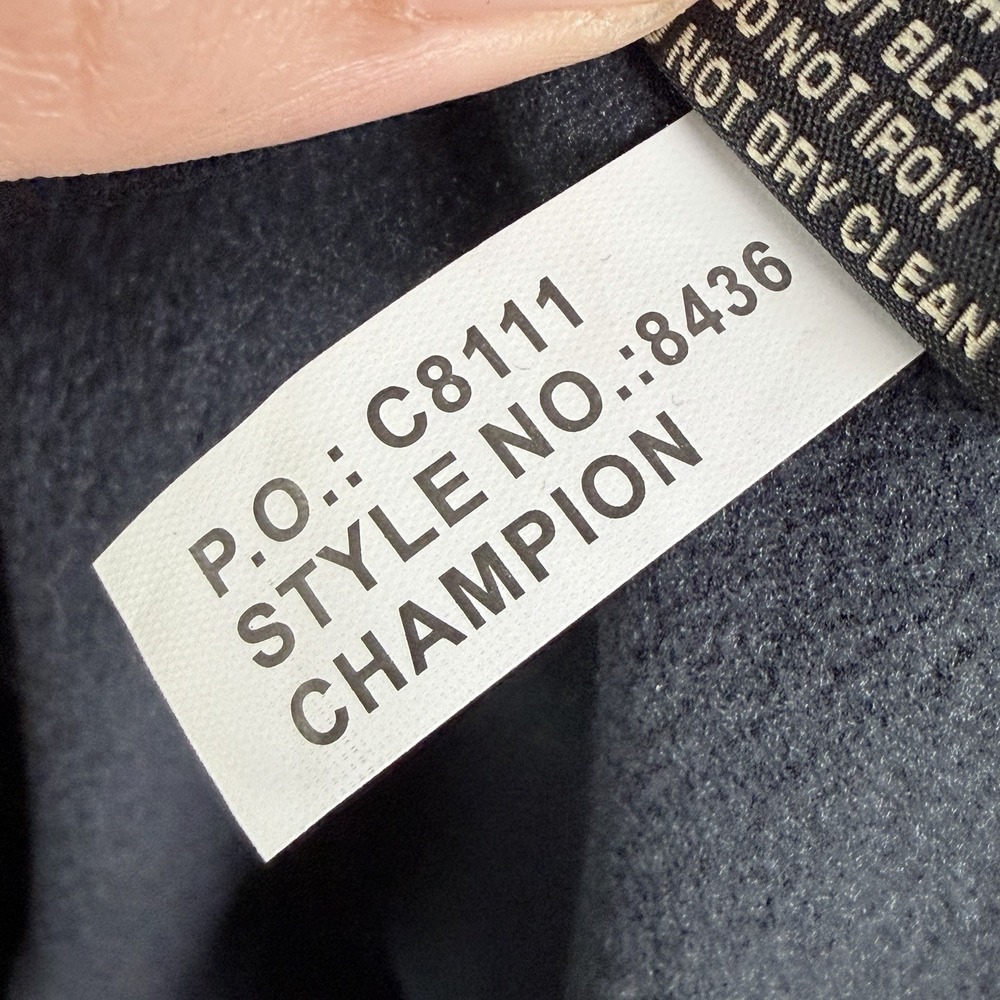 P.O.: C8111
STYLE NO.:8436
CHAMPION
NOT IRON
NOT DRY CLEAN